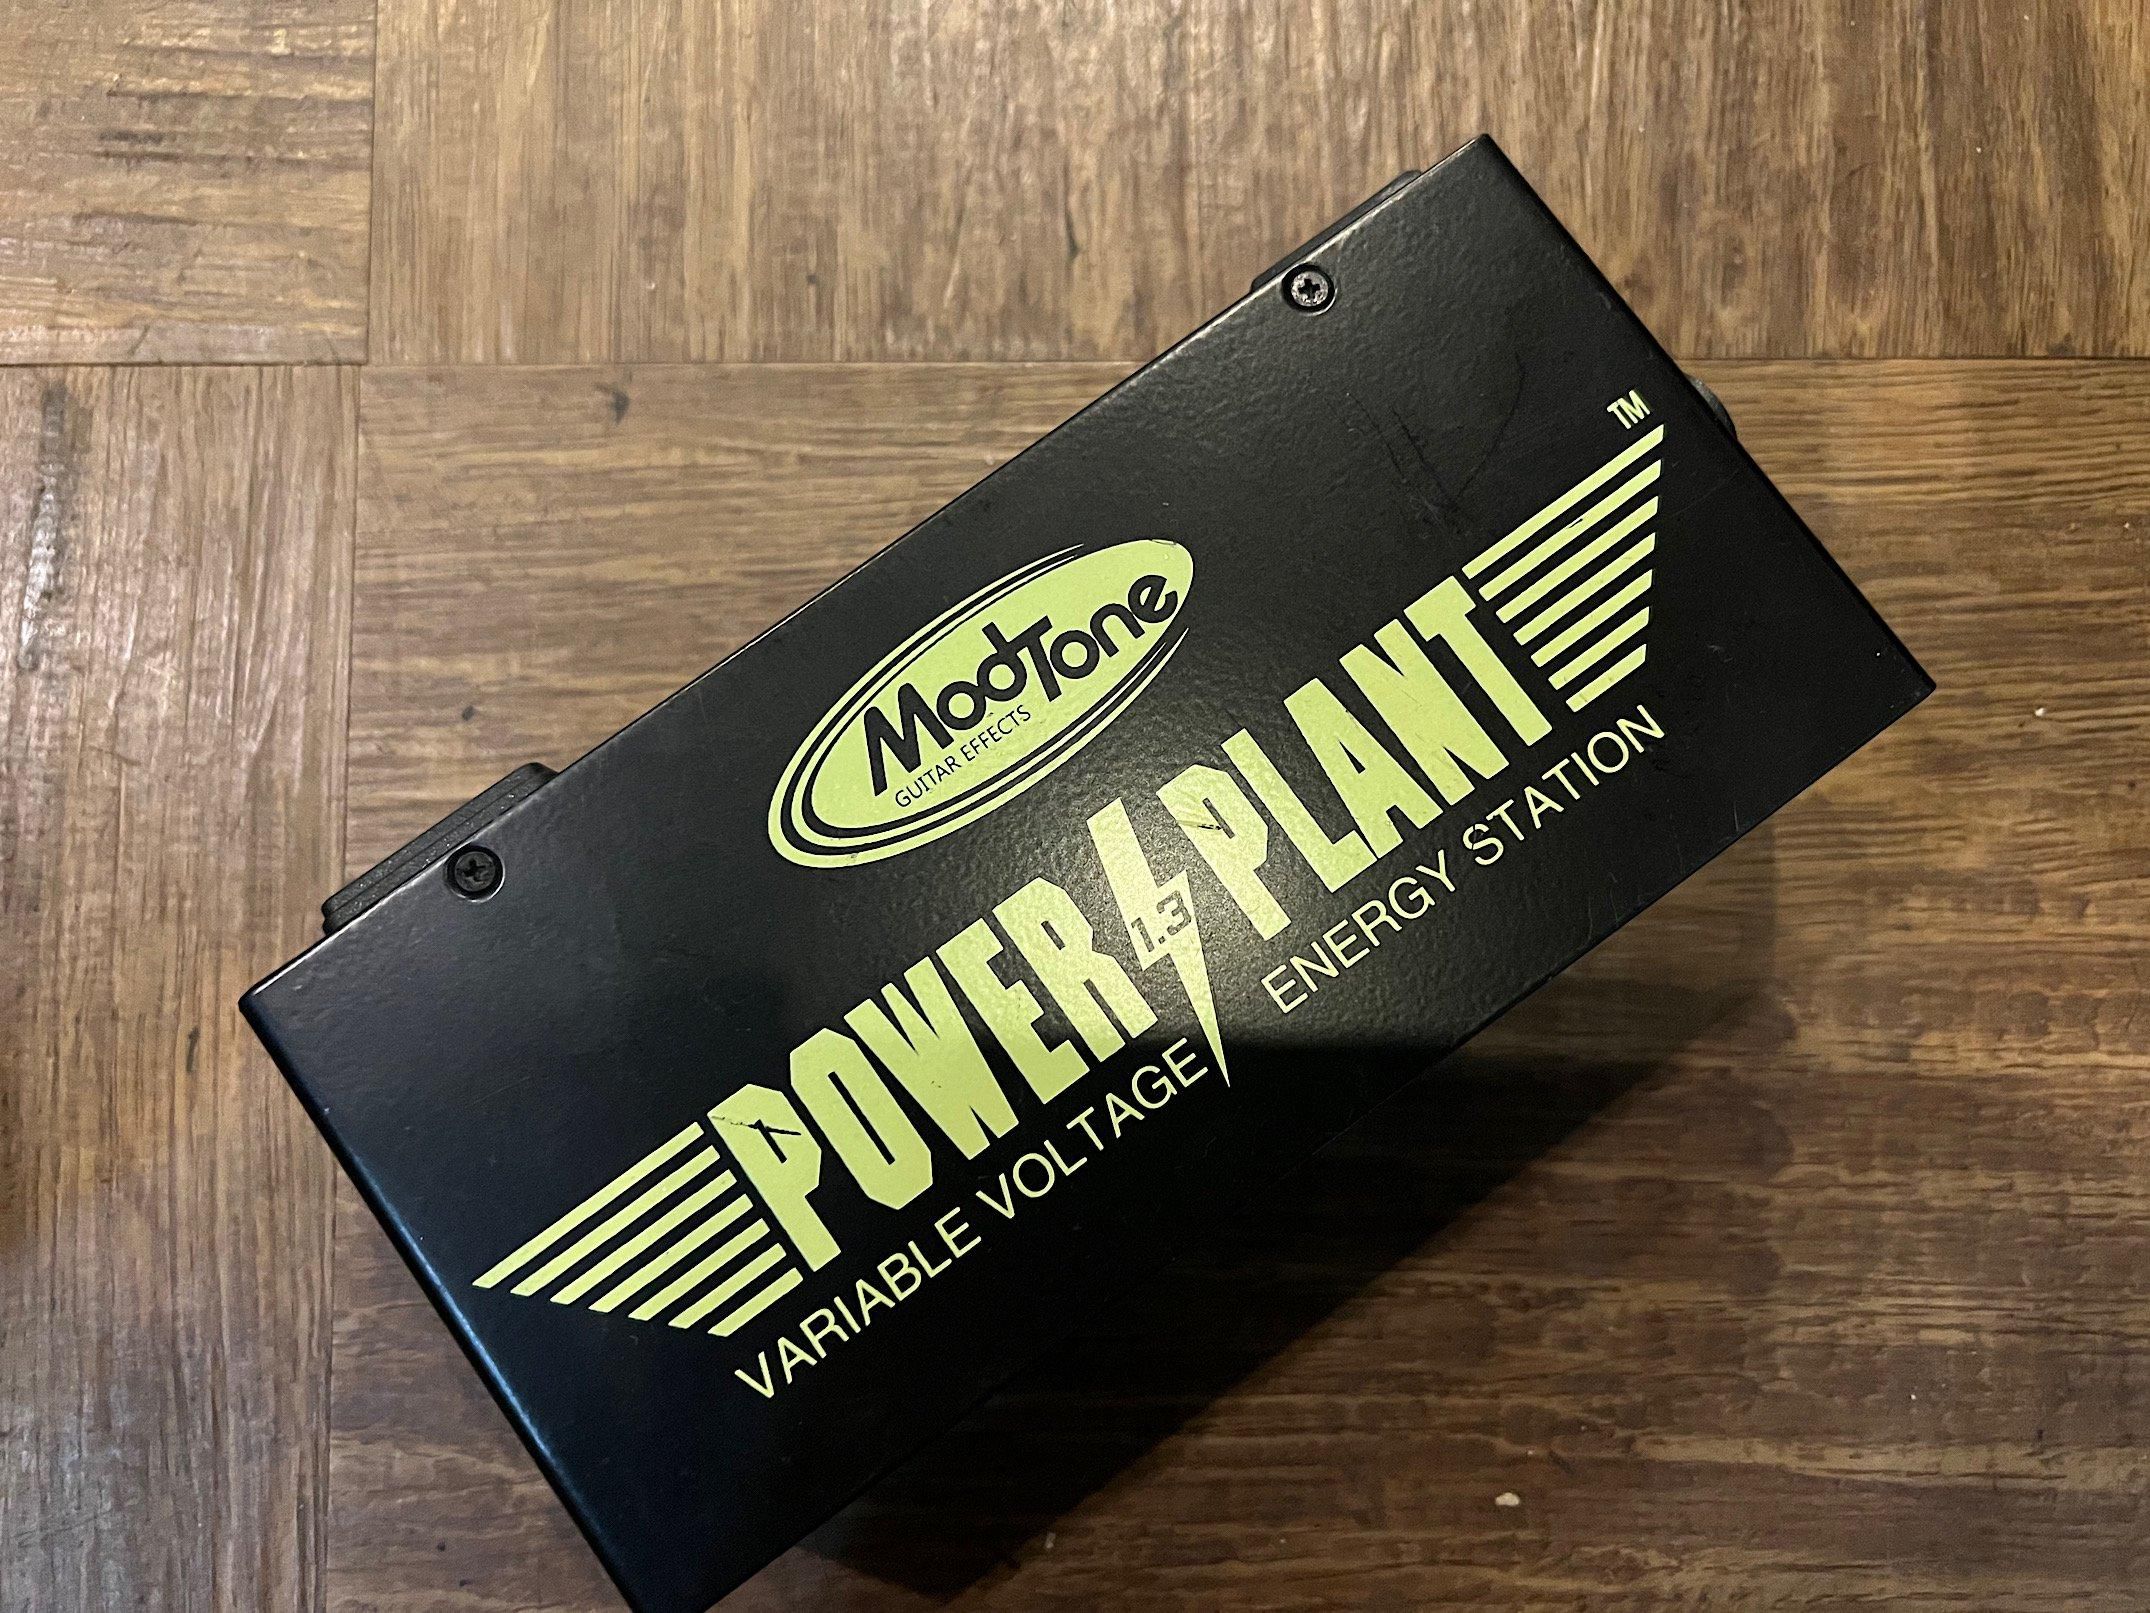 ModTone
GUITAR EFFECTS
POWER 1.3 PLANT TM
VARIABLE VOLTAGE ENERGY STATION